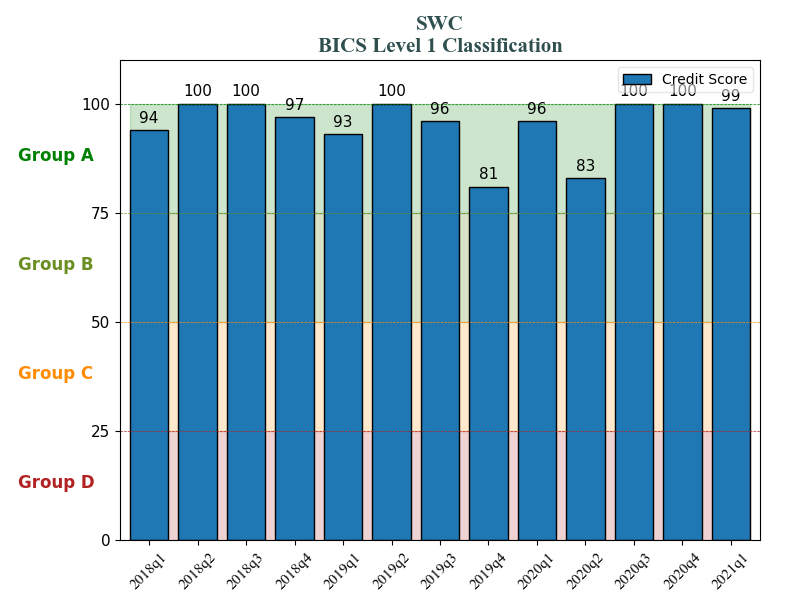 SWC
BICS Level 1 Classification
Credit Score
94 100 100 97 93 100 96 81 96 83 100 100 99
100
Group A
75
Group B
50
Group C
25
Group D
0
2018q1 2018q2 2018q3 2018q4 2019q1 2019q2 2019q3 2019q4 2020q1 2020q2 2020q3 2020q4 2021q1